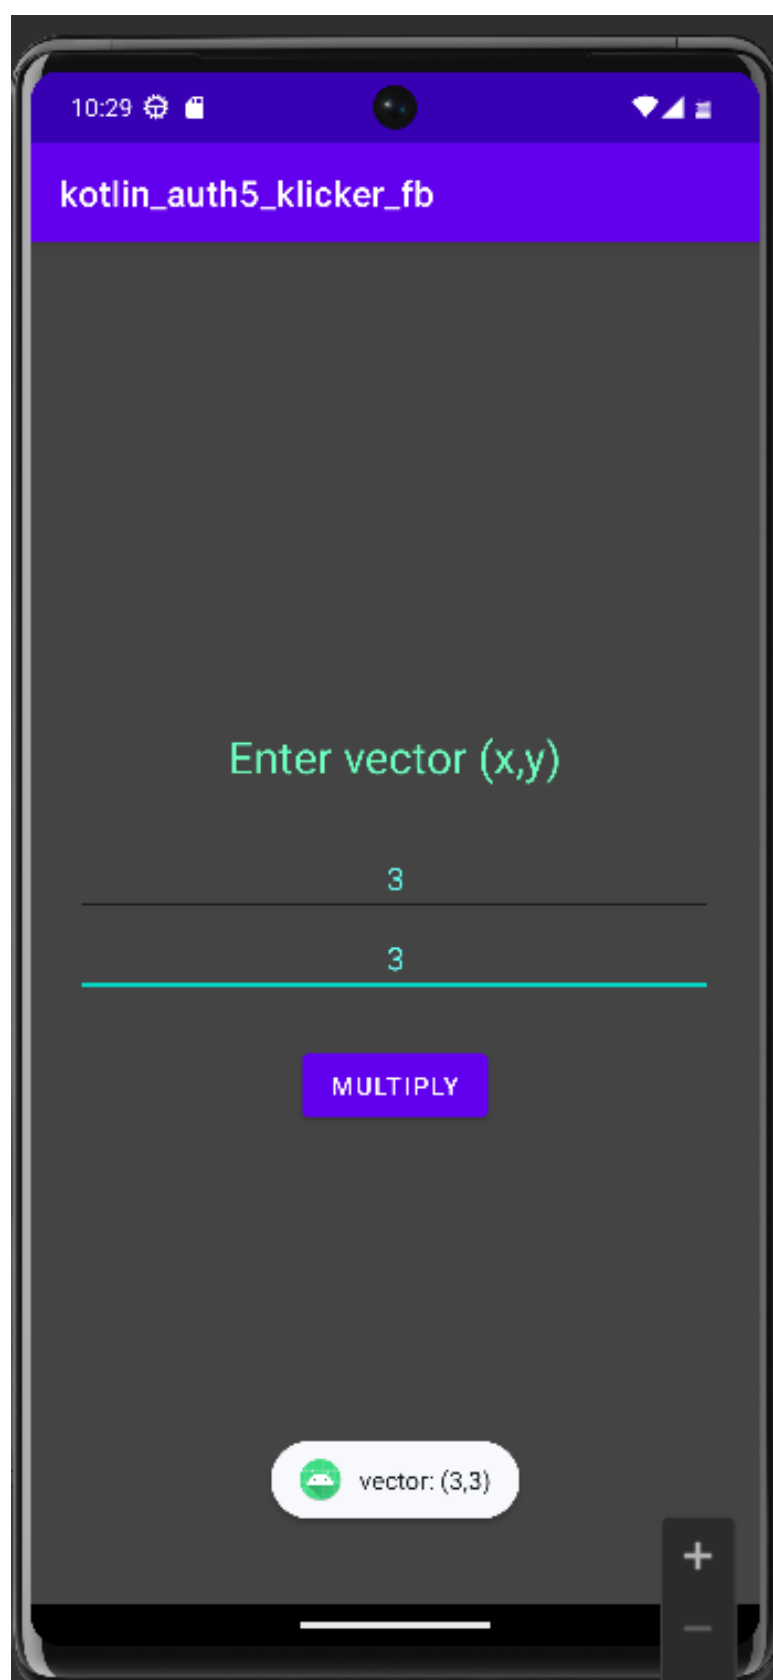 10:29
kotlin_auth5_klicker_fb
Enter vector (x,y)
3
3
MULTIPLY
vector: (3,3)